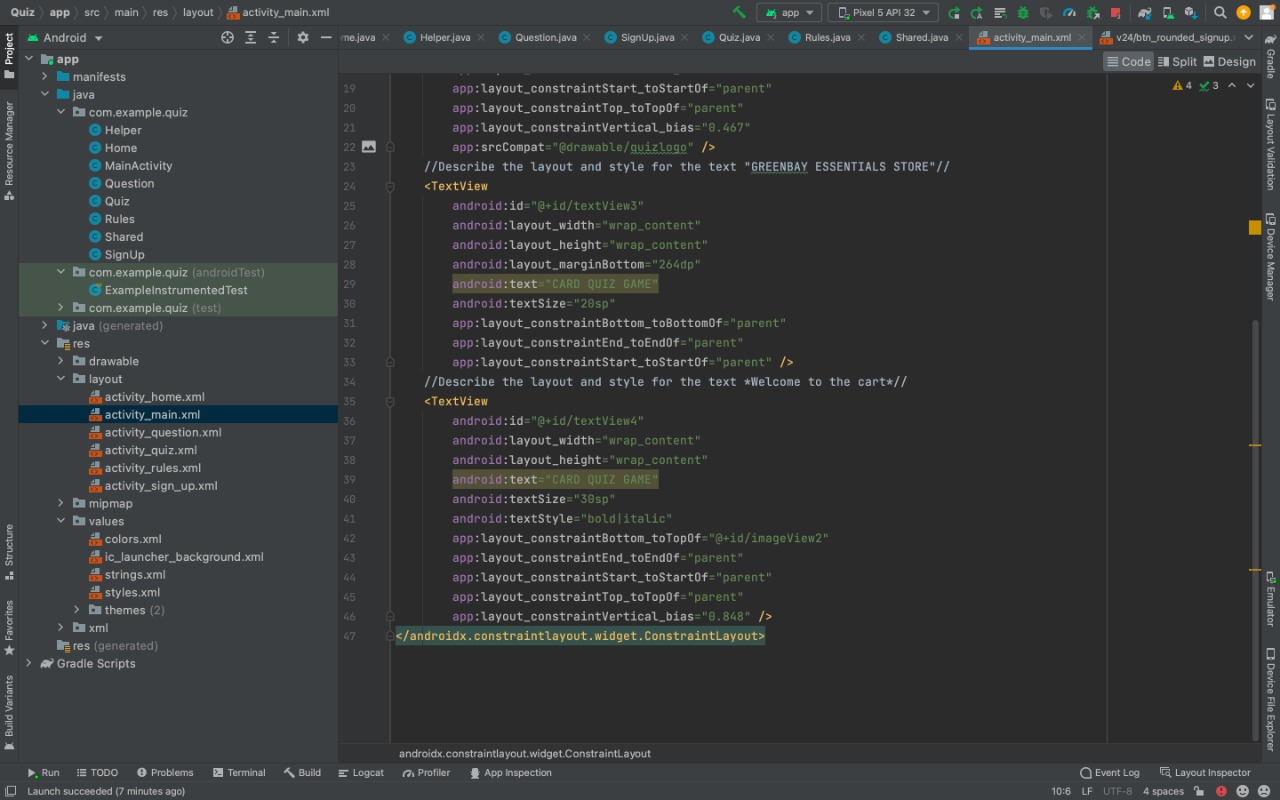 Quiz app src main res layout activity_main.xml
app Pixel 5 API 32
Android
me.java Helper.java Question.java SignUp.java Quiz.java Rules.java Shared.java activity_main.xml v24/btn_rounded_signup.
Code Split Design
4 3
Project
Resource Manager
Structure
Favorites
Build Variants
app
manifests
java
com.example.quiz
Helper
Home
MainActivity
Question
Quiz
Rules
Shared
SignUp
com.example.quiz (androidTest)
ExampleInstrumentedTest
com.example.quiz (test)
java (generated)
res
drawable
layout
activity_home.xml
activity_main.xml
activity_question.xml
activity_quiz.xml
activity_rules.xml
activity_sign_up.xml
mipmap
values
colors.xml
ic_launcher_background.xml
strings.xml
styles.xml
themes (2)
xml
res (generated)
Gradle Scripts
19 app:layout_constraintStart_toStartOf="parent"
20 app:layout_constraintTop_toTopOf="parent"
21 app:layout_constraintVertical_bias="0.467"
22 app:srcCompat="@drawable/quizlogo" />
23 //Describe the layout and style for the text "GREENBAY ESSENTIALS STORE"//
24 <TextView
25 android:id="@+id/textView3"
26 android:layout_width="wrap_content"
27 android:layout_height="wrap_content"
28 android:layout_marginBottom="264dp"
29 android:text="CARD QUIZ GAME"
30 android:textSize="20sp"
31 app:layout_constraintBottom_toBottomOf="parent"
32 app:layout_constraintEnd_toEndOf="parent"
33 app:layout_constraintStart_toStartOf="parent" />
34 //Describe the layout and style for the text *Welcome to the cart*//
35 <TextView
36 android:id="@+id/textView4"
37 android:layout_width="wrap_content"
38 android:layout_height="wrap_content"
39 android:text="CARD QUIZ GAME"
40 android:textSize="30sp"
41 android:textStyle="bold|italic"
42 app:layout_constraintBottom_toTopOf="@+id/imageView2"
43 app:layout_constraintEnd_toEndOf="parent"
44 app:layout_constraintStart_toStartOf="parent"
45 app:layout_constraintTop_toTopOf="parent"
46 app:layout_constraintVertical_bias="0.848" />
47 </androidx.constraintlayout.widget.ConstraintLayout>
androidx.constraintlayout.widget.ConstraintLayout
Gradle
Layout Validation
Device Manager
Emulator
Device File Explorer
Run TODO Problems Terminal Build Logcat Profiler App Inspection Event Log Layout Inspector
Launch succeeded (7 minutes ago) 10:6 LF UTF-8 4 spaces